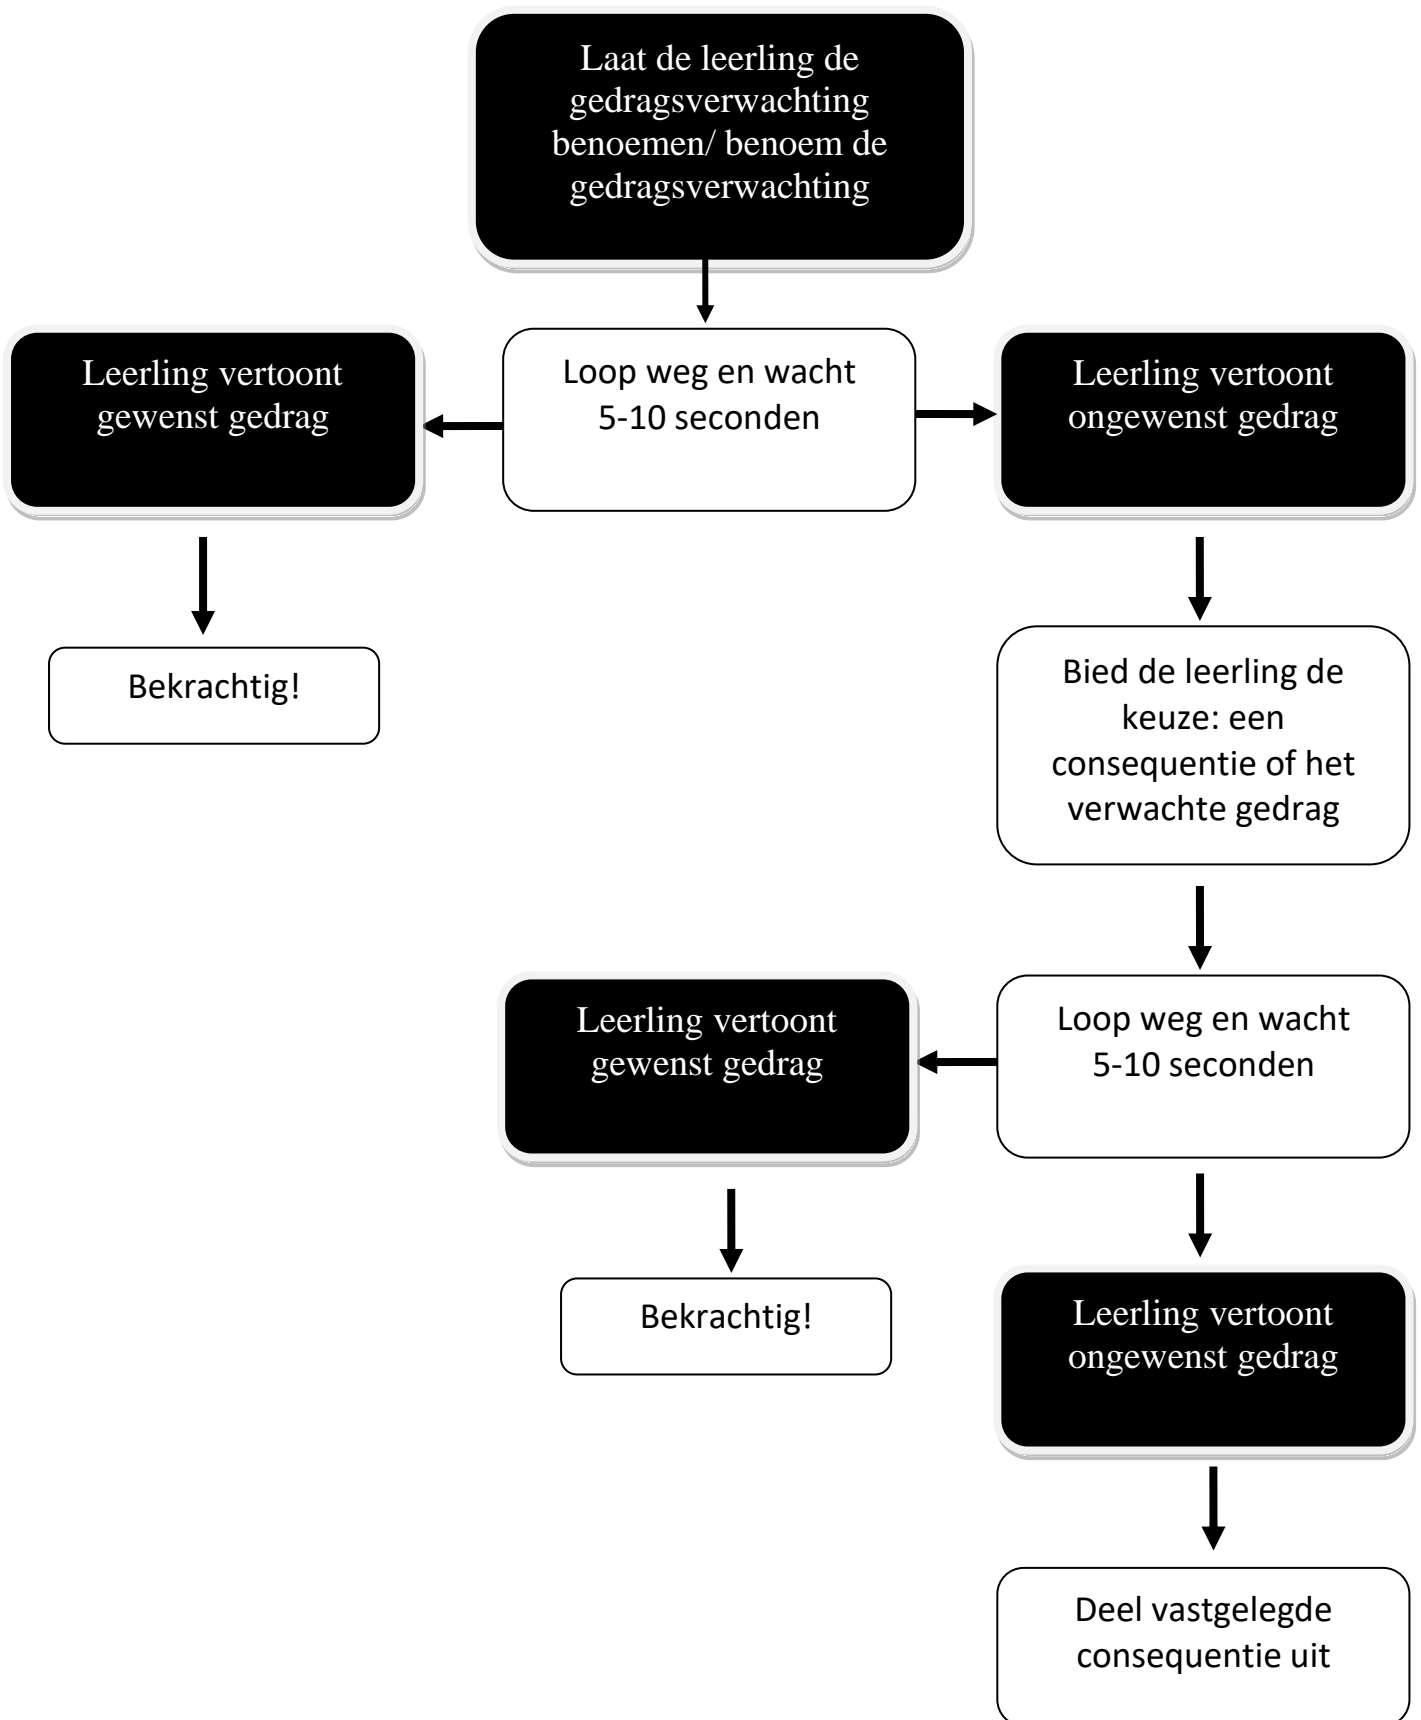 Laat de leerling de
gedragsverwachting
benoemen/ benoem de
gedragsverwachting
Leerling vertoont
gewenst gedrag
Loop weg en wacht
5-10 seconden
Leerling vertoont
ongewenst gedrag
Bekrachtig!
Bied de leerling de
keuze: een
consequentie of het
verwachte gedrag
Leerling vertoont
gewenst gedrag
Loop weg en wacht
5-10 seconden
Bekrachtig!
Leerling vertoont
ongewenst gedrag
Deel vastgelegde
consequentie uit